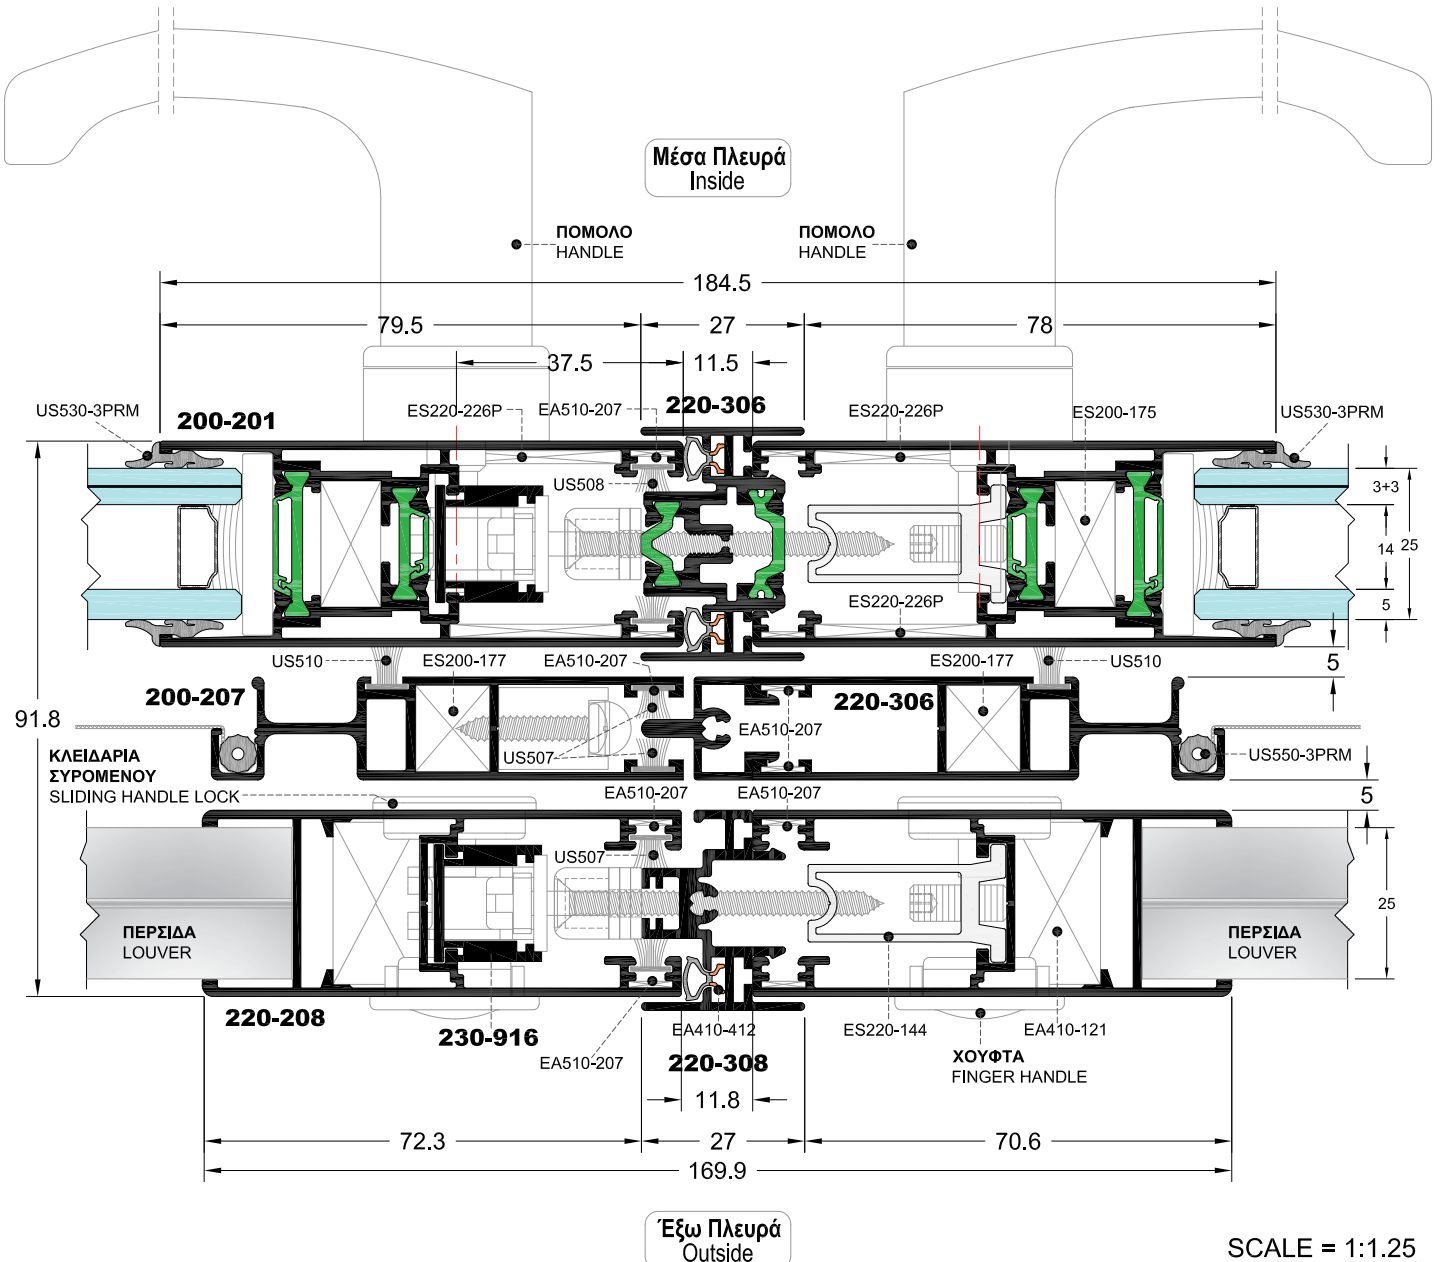 Μέσα Πλευρά
Inside
ΠΟΜΟΛΟ
HANDLE
ΠΟΜΟΛΟ
HANDLE
184.5
79.5
27
78
37.5
11.5
US530-3PRM
200-201
ES220-226P
EA510-207
220-306
ES220-226P
ES200-175
US530-3PRM
US508
3+3
14
25
5
ES220-226P
US510
ES200-177
EA510-207
ES200-177
US510
5
200-207
220-306
91.8
EA510-207
US507
US550-3PRM
ΚΛΕΙΔΑΡΙΑ
ΣΥΡΟΜΕΝΟΥ
SLIDING HANDLE LOCK
EA510-207
EA510-207
5
US507
25
ΠΕΡΣΙΔΑ
LOUVER
ΠΕΡΣΙΔΑ
LOUVER
220-208
230-916
EA410-412
ES220-144
EA410-121
EA510-207
220-308
ΧΟΥΦΤΑ
FINGER HANDLE
11.8
72.3
27
70.6
169.9
Έξω Πλευρά
Outside
SCALE = 1:1.25